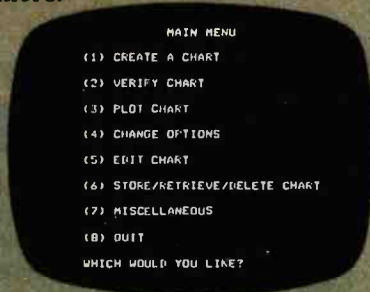 MAIN MENU
(1) CREATE A CHART
(2) VERIFY CHART
(3) PLOT CHART
(4) CHANGE OPTIONS
(5) EDIT CHART
(6) STORE/RETRIEVE/DELETE CHART
(7) MISCELLANEOUS
(8) QUIT
WHICH WOULD YOU LIKE?